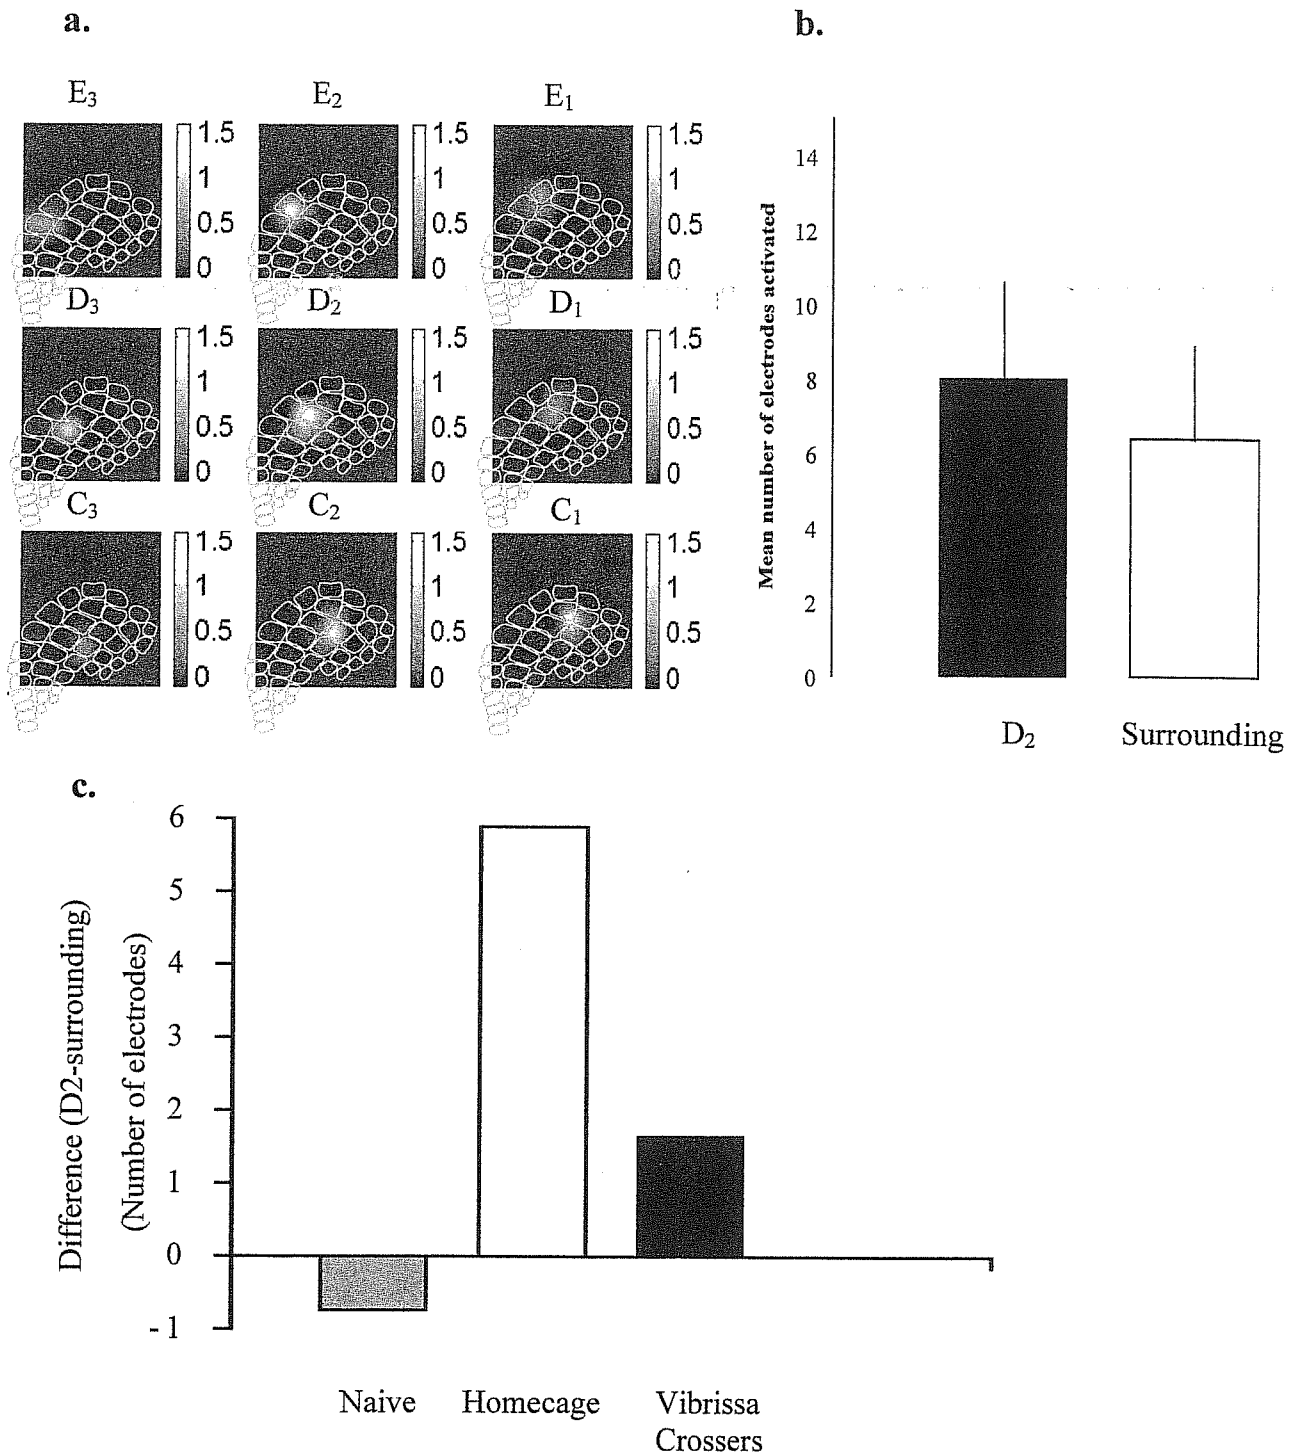 a.
E3 E2 E1
1.5 1.5 1.5
1 1 1
0.5 0.5 0.5
0 0 0
D3 D2 D1
1.5 1.5 1.5
1 1 1
0.5 0.5 0.5
0 0 0
C3 C2 C1
1.5 1.5 1.5
1 1 1
0.5 0.5 0.5
0 0 0
b.
Mean number of electrodes activated
14
12
10
8
6
4
2
0
D2 Surrounding
c.
Difference (D2-surrounding)
(Number of electrodes)
6
5
4
3
2
1
0
- 1
Naive Homecage Vibrissa
Crossers